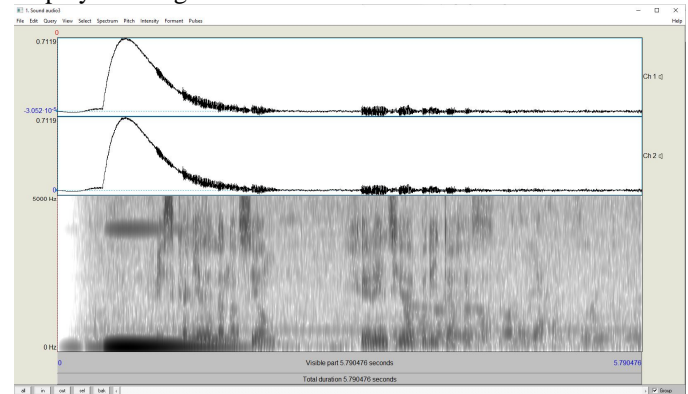 1. Sound
File Edit Query View Select Spectrum Pitch Intensity Formant Pulses Help
0
0.7119
Ch 1
-3.052·10-5
0.7119
Ch 2
0
5000 Hz
0 Hz
0 Visible part 5.790476 seconds 5.790476
Total duration 5.790476 seconds
all in out sel bak Group